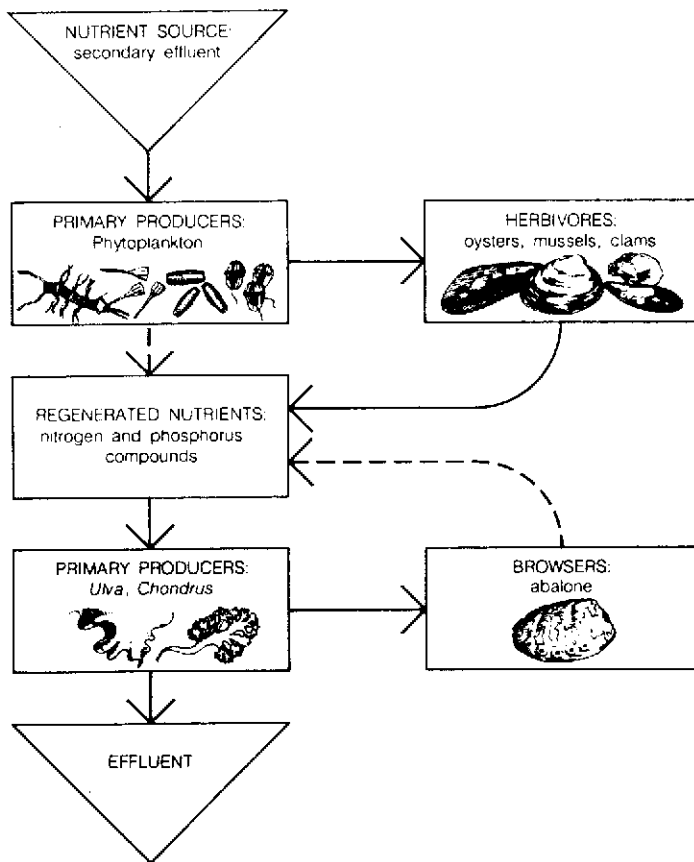 NUTRIENT SOURCE:
secondary effluent
PRIMARY PRODUCERS:
Phytoplankton
HERBIVORES:
oysters, mussels, clams
REGENERATED NUTRIENTS:
nitrogen and phosphorus
compounds
PRIMARY PRODUCERS:
Ulva, Chondrus
BROWSERS:
abalone
EFFLUENT